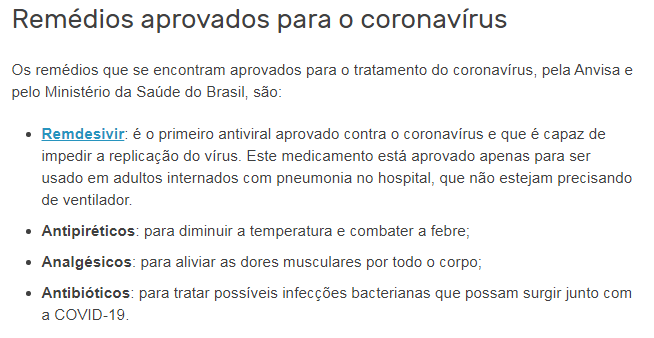 Remédios aprovados para o coronavírus
Os remédios que se encontram aprovados para o tratamento do coronavírus, pela Anvisa e
pelo Ministério da Saúde do Brasil, são:
• Remdesivir: é o primeiro antiviral aprovado contra o coronavírus e que é capaz de
impedir a replicação do vírus. Este medicamento está aprovado apenas para ser
usado em adultos internados com pneumonia no hospital, que não estejam precisando
de ventilador.
• Antipiréticos: para diminuir a temperatura e combater a febre;
• Analgésicos: para aliviar as dores musculares por todo o corpo;
• Antibióticos: para tratar possíveis infecções bacterianas que possam surgir junto com
a COVID-19.